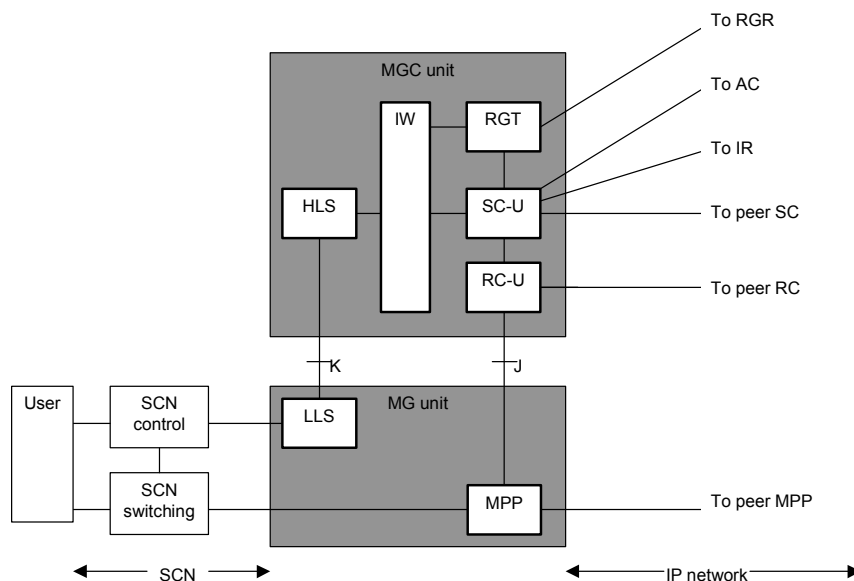 To RGR
MGC unit
To AC
IW
RGT
To IR
HLS
SC-U
To peer SC
RC-U
To peer RC
K
J
User
SCN
control
LLS
MG unit
SCN
switching
MPP
To peer MPP
SCN
IP network